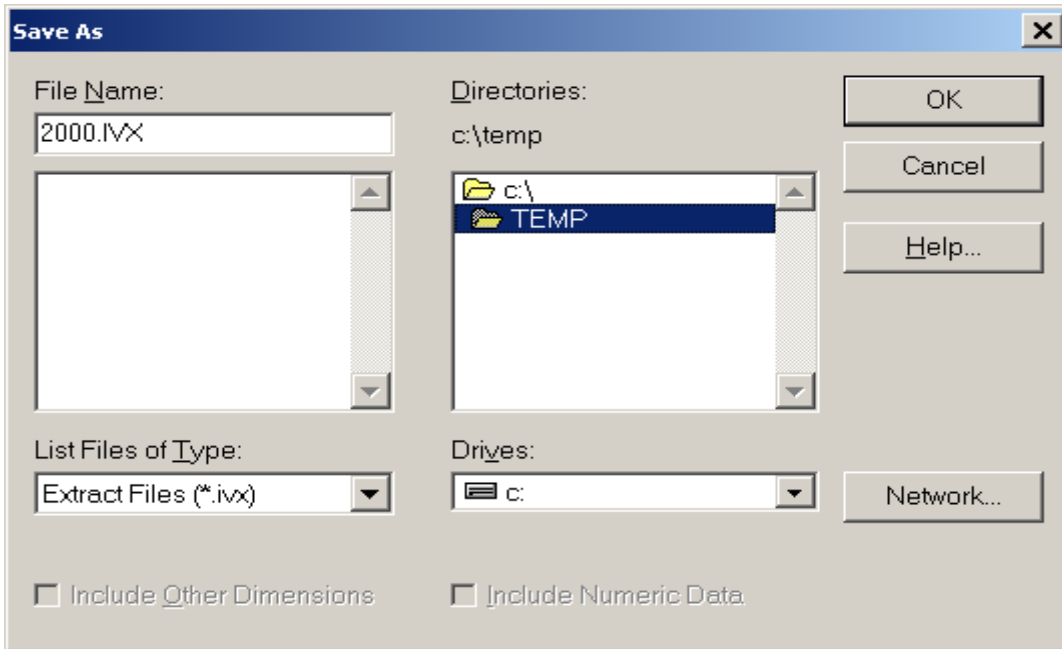 Save As
File Name:
2000.IVX
Directories:
c:\temp
c:\
TEMP
OK
Cancel
Help...
List Files of Type:
Extract Files (*.ivx)
Drives:
c:
Network...
Include Other Dimensions
Include Numeric Data